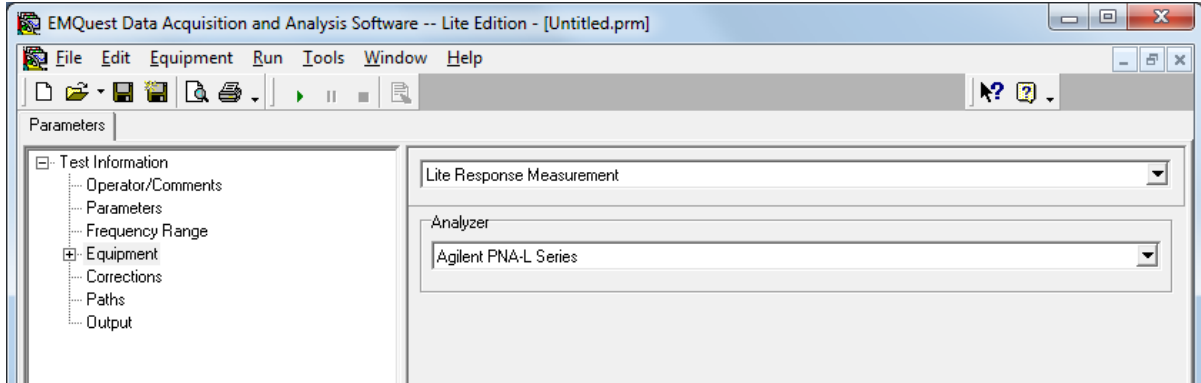 EMQuest Data Acquisition and Analysis Software -- Lite Edition - [Untitled.prm]
File Edit Equipment Run Tools Window Help
Parameters
Test Information
Operator/Comments
Parameters
Frequency Range
Equipment
Corrections
Paths
Output
Lite Response Measurement
Analyzer
Agilent PNA-L Series